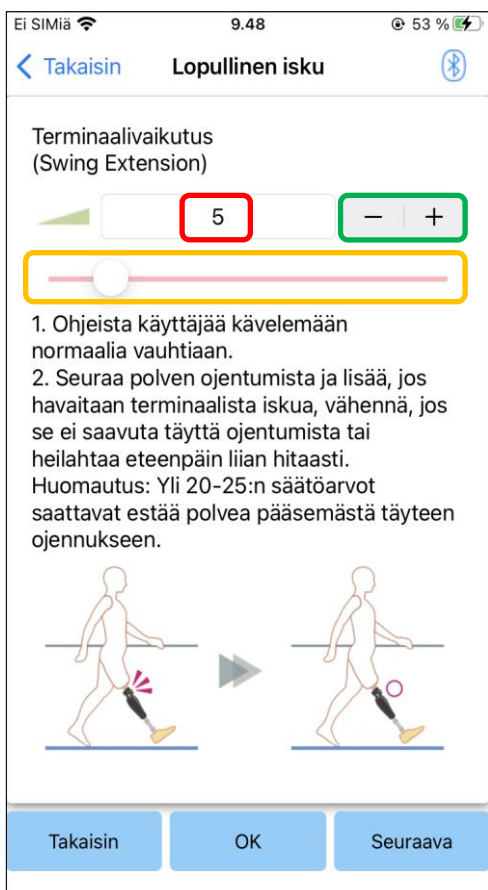 Ei SIMiä 9.48 53 %
Takaisin Lopullinen isku
Terminaalivaikutus
(Swing Extension)
5 − +
1. Ohjeista käyttäjää kävelemään
normaalia vauhtiaan.
2. Seuraa polven ojentumista ja lisää, jos
havaitaan terminaalista iskua, vähennä, jos
se ei saavuta täyttä ojentumista tai
heilahtaa eteenpäin liian hitaasti.
Huomautus: Yli 20-25:n säätöarvot
saattavat estää polvea pääsemästä täyteen
ojennukseen.
Takaisin OK Seuraava